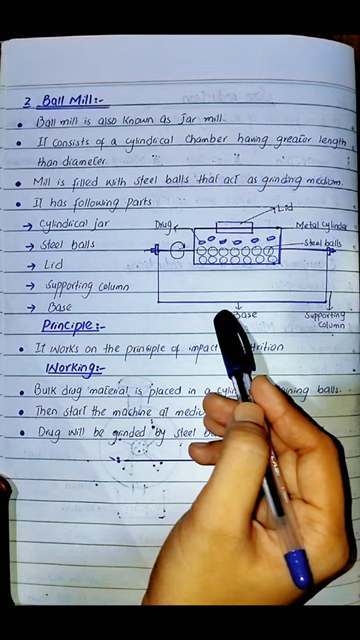 2 Ball Mill:-
• Ball mill is also known as jar mill.
• It consists of a cylindrical chamber having greater length
than diameter.
• Mill is filled with steel balls that act as grinding medium.
• It has following parts
→ Cylindrical jar
→ Steel balls
→ Lid
→ Supporting column
→ Base
Lid
Drug
Metal Cylinder
Steel balls
Base
Supporting
Column
Principle:-
• It works on the principle of impact
Working:-
• Bulk drug material is placed in a balls.
• Then start the machine at
• Drug will be grinded by steel